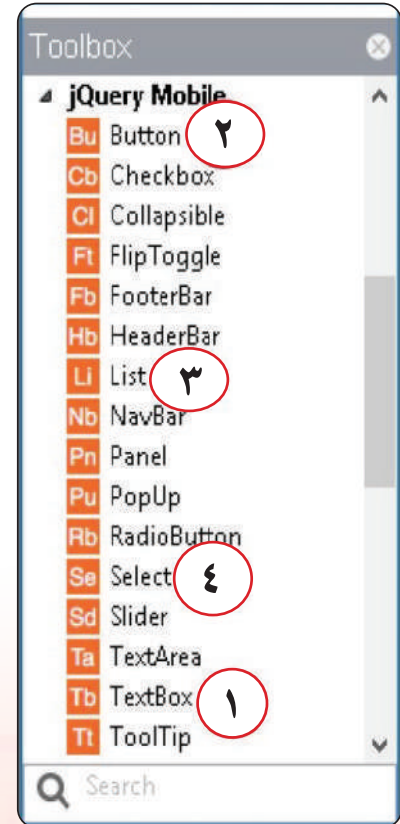 Toolbox
jQuery Mobile
Bu Button ٢
Cb Checkbox
Cl Collapsible
Ft FlipToggle
Fb FooterBar
Hb HeaderBar
Li List ٣
Nb NavBar
Pn Panel
Pu PopUp
Rb RadioButton
Se Select ٤
Sd Slider
Ta TextArea
Tb TextBox ١
Tt ToolTip
Search